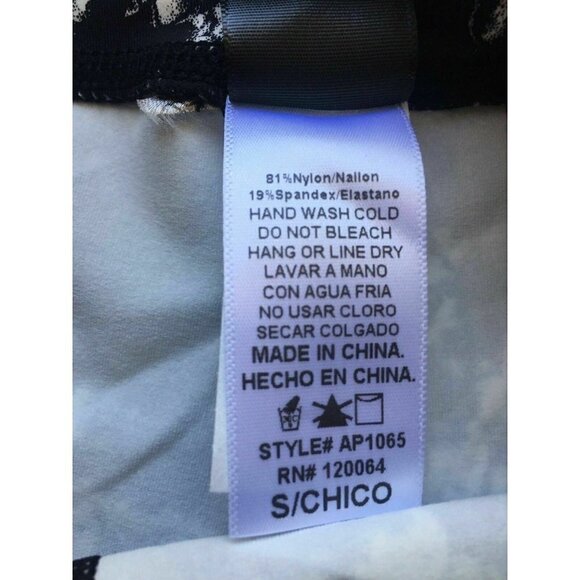 81%Nylon/Nailon
19%Spandex/Elastano
HAND WASH COLD
DO NOT BLEACH
HANG OR LINE DRY
LAVAR A MANO
CON AGUA FRIA
NO USAR CLORO
SECAR COLGADO
MADE IN CHINA.
HECHO EN CHINA.
STYLE# AP1065
RN# 120064
S/CHICO